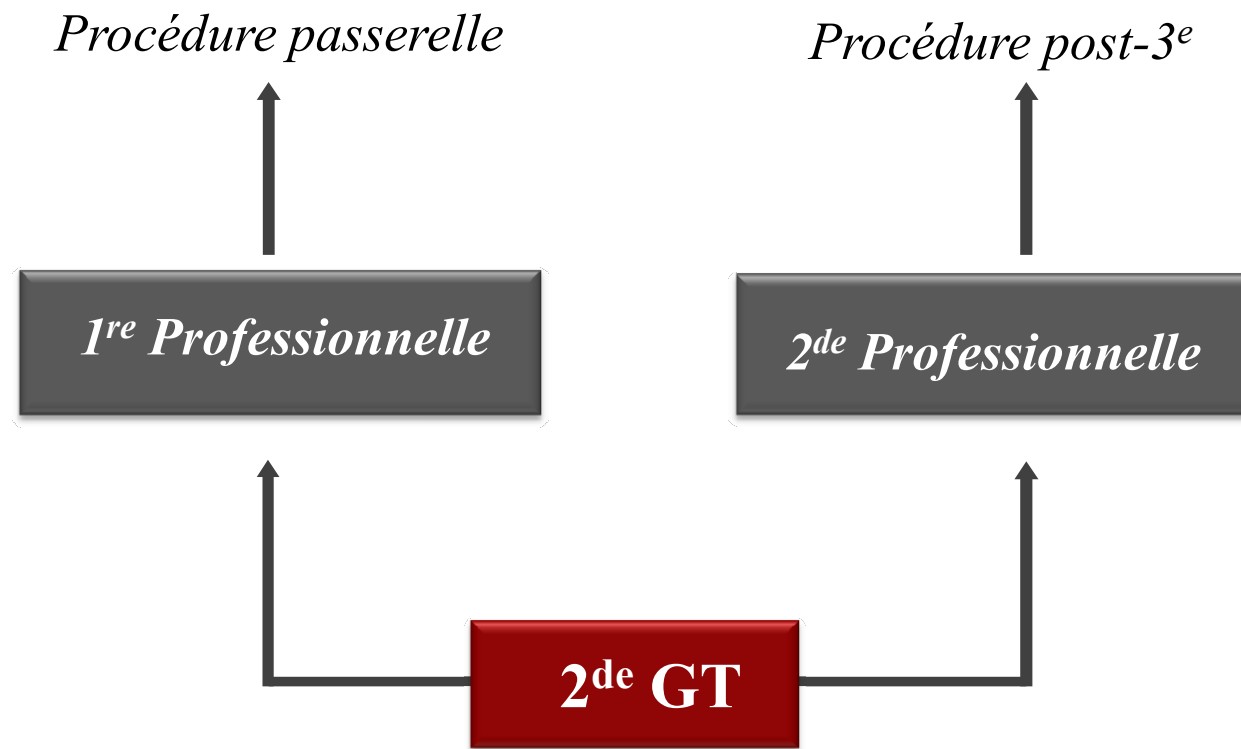 Procédure passerelle
Procédure post-3e
1re Professionnelle
2de Professionnelle
2de GT